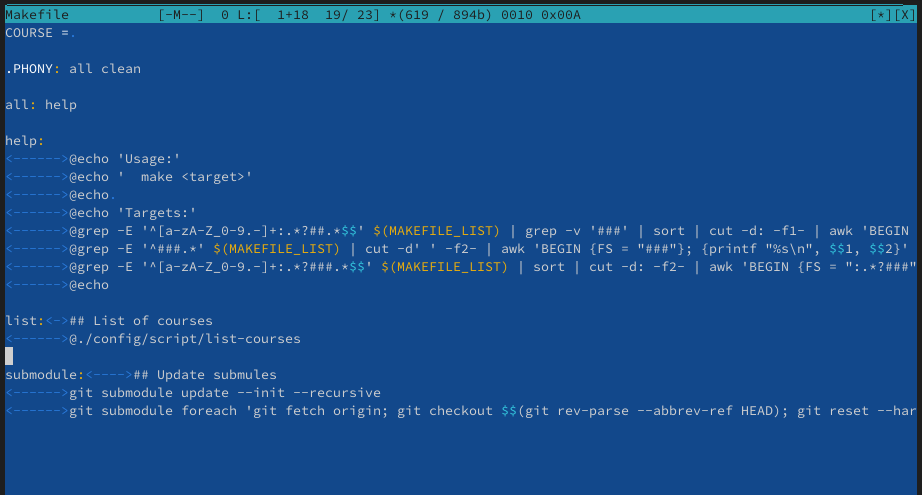 Makefile [-M--] 0 L:[ 1+18 19/ 23] *(619 / 894b) 0010 0x00A [*][X]
COURSE =.
.PHONY: all clean
all: help
help:
<------>@echo 'Usage:'
<------>@echo '  make <target>'
<------>@echo.
<------>@echo 'Targets:'
<------>@grep -E '^[a-zA-Z_0-9.-]+:.*?##.*$$' $(MAKEFILE_LIST) | grep -v '###' | sort | cut -d: -f1- | awk 'BEGIN
<------>@grep -E '^###.*' $(MAKEFILE_LIST) | cut -d' ' -f2- | awk 'BEGIN {FS = "###"}; {printf "%s\n", $$1, $$2}'
<------>@grep -E '^[a-zA-Z_0-9.-]+:.*?###.*$$' $(MAKEFILE_LIST) | sort | cut -d: -f2- | awk 'BEGIN {FS = ":.*?###"
<------>@echo
list:<->## List of courses
<------>@./config/script/list-courses
submodule:<---->## Update submules
<------>git submodule update --init --recursive
<------>git submodule foreach 'git fetch origin; git checkout $$(git rev-parse --abbrev-ref HEAD); git reset --har